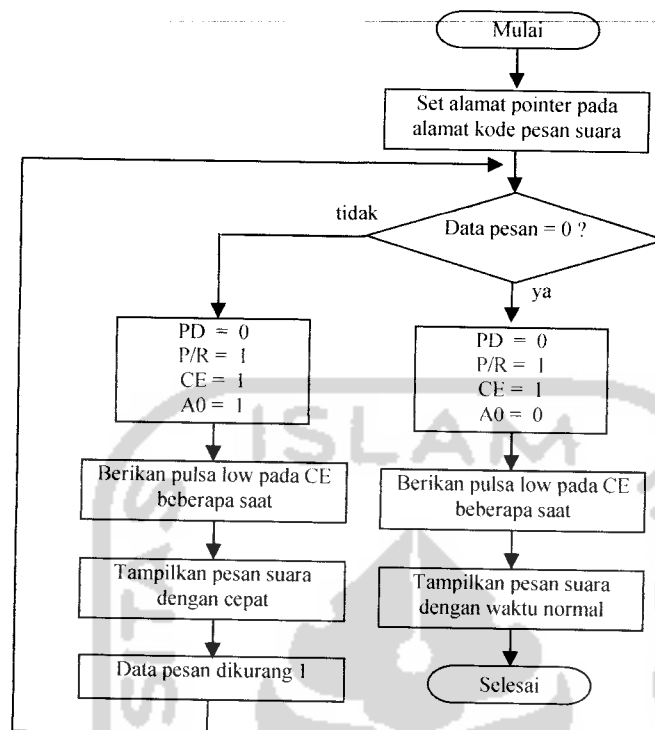 Mulai
Set alamat pointer pada
alamat kode pesan suara
Data pesan = 0 ?
tidak
ya
PD = 0
P/R = 1
CE = 1
A0 = 1
Berikan pulsa low pada CE
beberapa saat
Tampilkan pesan suara
dengan cepat
Data pesan dikurang 1
PD = 0
P/R = 1
CE = 1
A0 = 0
Berikan pulsa low pada CE
beberapa saat
Tampilkan pesan suara
dengan waktu normal
Selesai
ISLAM
SITAS